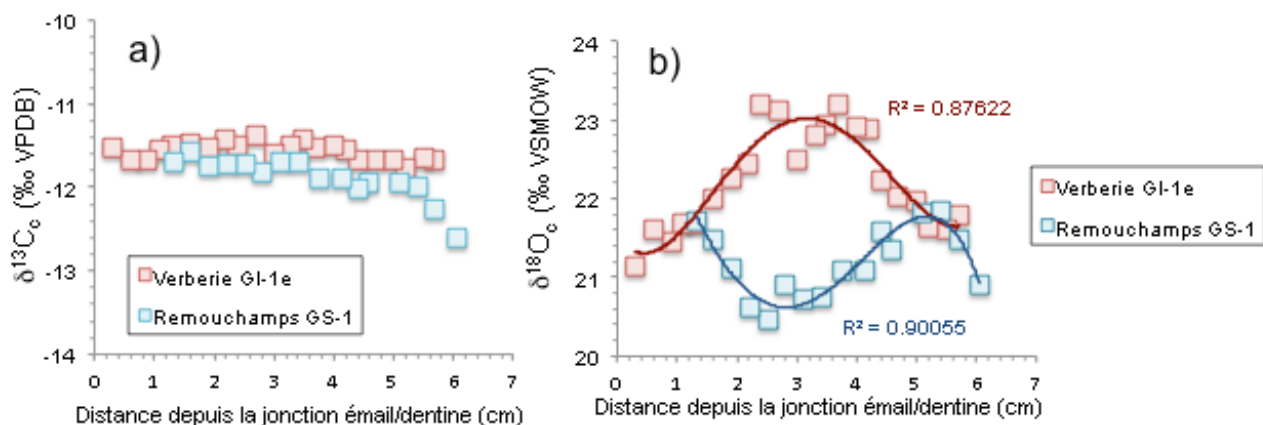 a)
-10
-11
-12
-13
-14
δ13Cc (‰ VPDB)
Verberie GI-1e
Remouchamps GS-1
0 1 2 3 4 5 6 7
Distance depuis la jonction émail/dentine (cm)
b)
24
23
22
21
20
δ18Oc (‰ VSMOW)
R² = 0.87622
R² = 0.90055
0 1 2 3 4 5 6 7
Distance depuis la jonction émail/dentine (cm)
Verberie GI-1e
Remouchamps GS-1